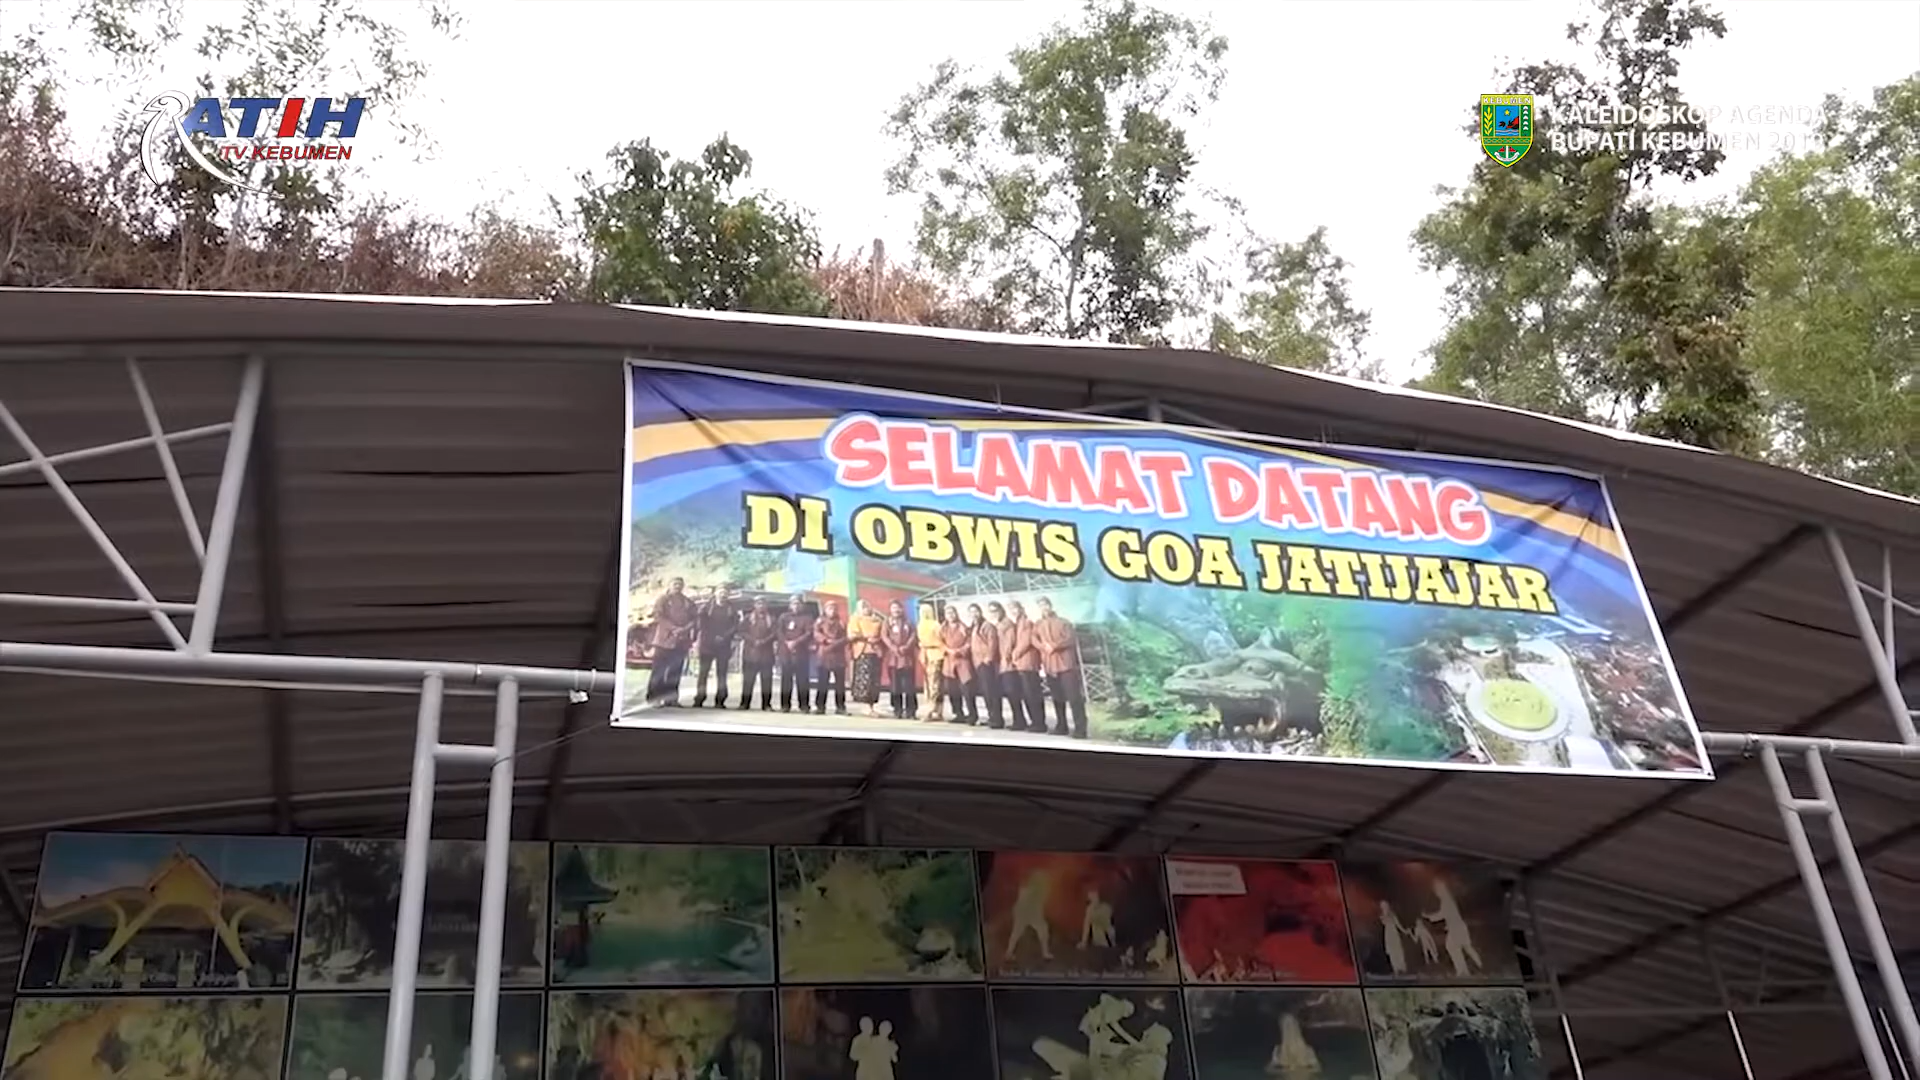 RATIH
TV KEBUMEN
KEBUMEN
KALEIDOSKOP AGENDA
BUPATI KEBUMEN
SELAMAT DATANG
DI OBWIS GOA JATIJAJAR